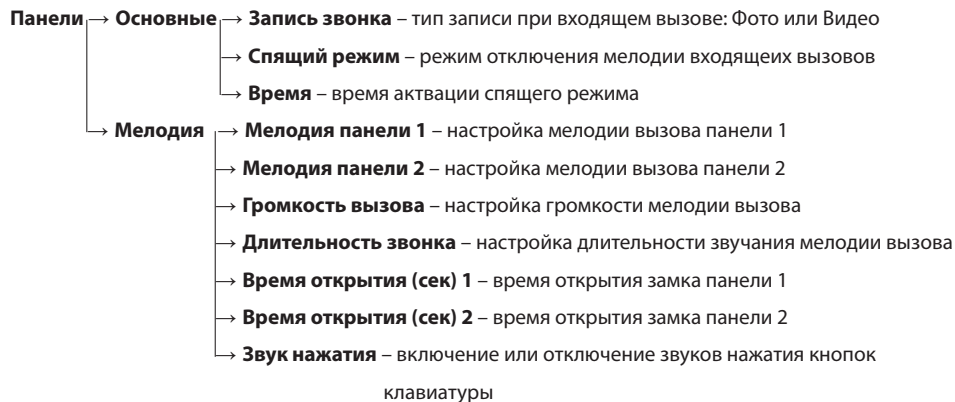 Панели → Основные → Запись звонка – тип записи при входящем вызове: Фото или Видео
→ Спящий режим – режим отключения мелодии входящеих вызовов
→ Время – время актвации спящего режима
→ Мелодия → Мелодия панели 1 – настройка мелодии вызова панели 1
→ Мелодия панели 2 – настройка мелодии вызова панели 2
→ Громкость вызова – настройка громкости мелодии вызова
→ Длительность звонка – настройка длительности звучания мелодии вызова
→ Время открытия (сек) 1 – время открытия замка панели 1
→ Время открытия (сек) 2 – время открытия замка панели 2
→ Звук нажатия – включение или отключение звуков нажатия кнопок
клавиатуры